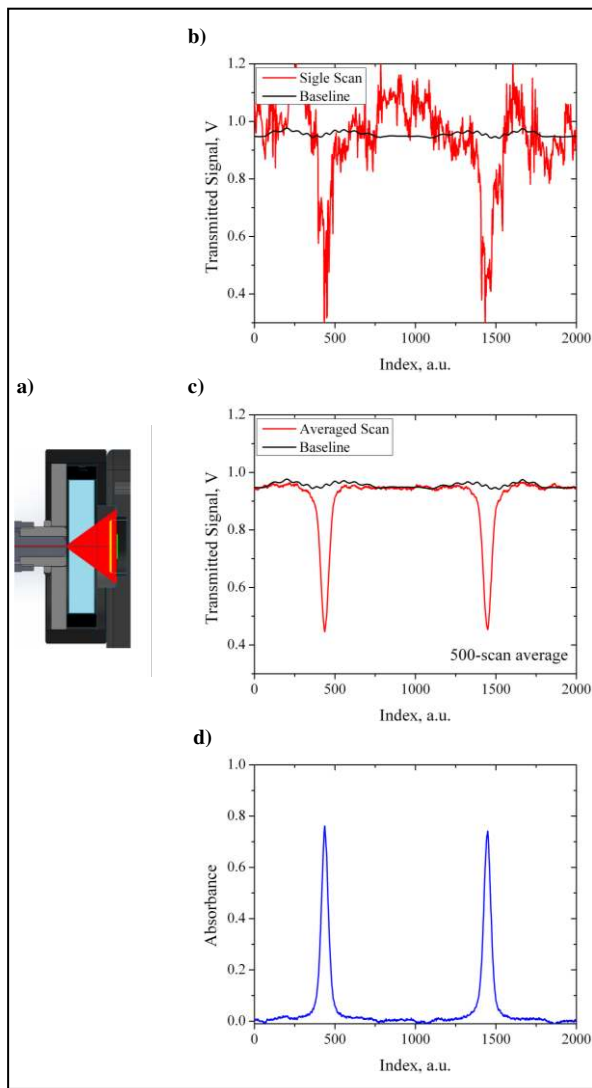 b)
1.2
1.0
0.8
0.6
0.4
Transmitted Signal, V
Sigle Scan
Baseline
0 500 1000 1500 2000
Index, a.u.
a)
c)
1.2
1.0
0.8
0.6
0.4
Transmitted Signal, V
Averaged Scan
Baseline
500-scan average
0 500 1000 1500 2000
Index, a.u.
d)
1.0
0.8
0.6
0.4
0.2
0.0
Absorbance
0 500 1000 1500 2000
Index, a.u.